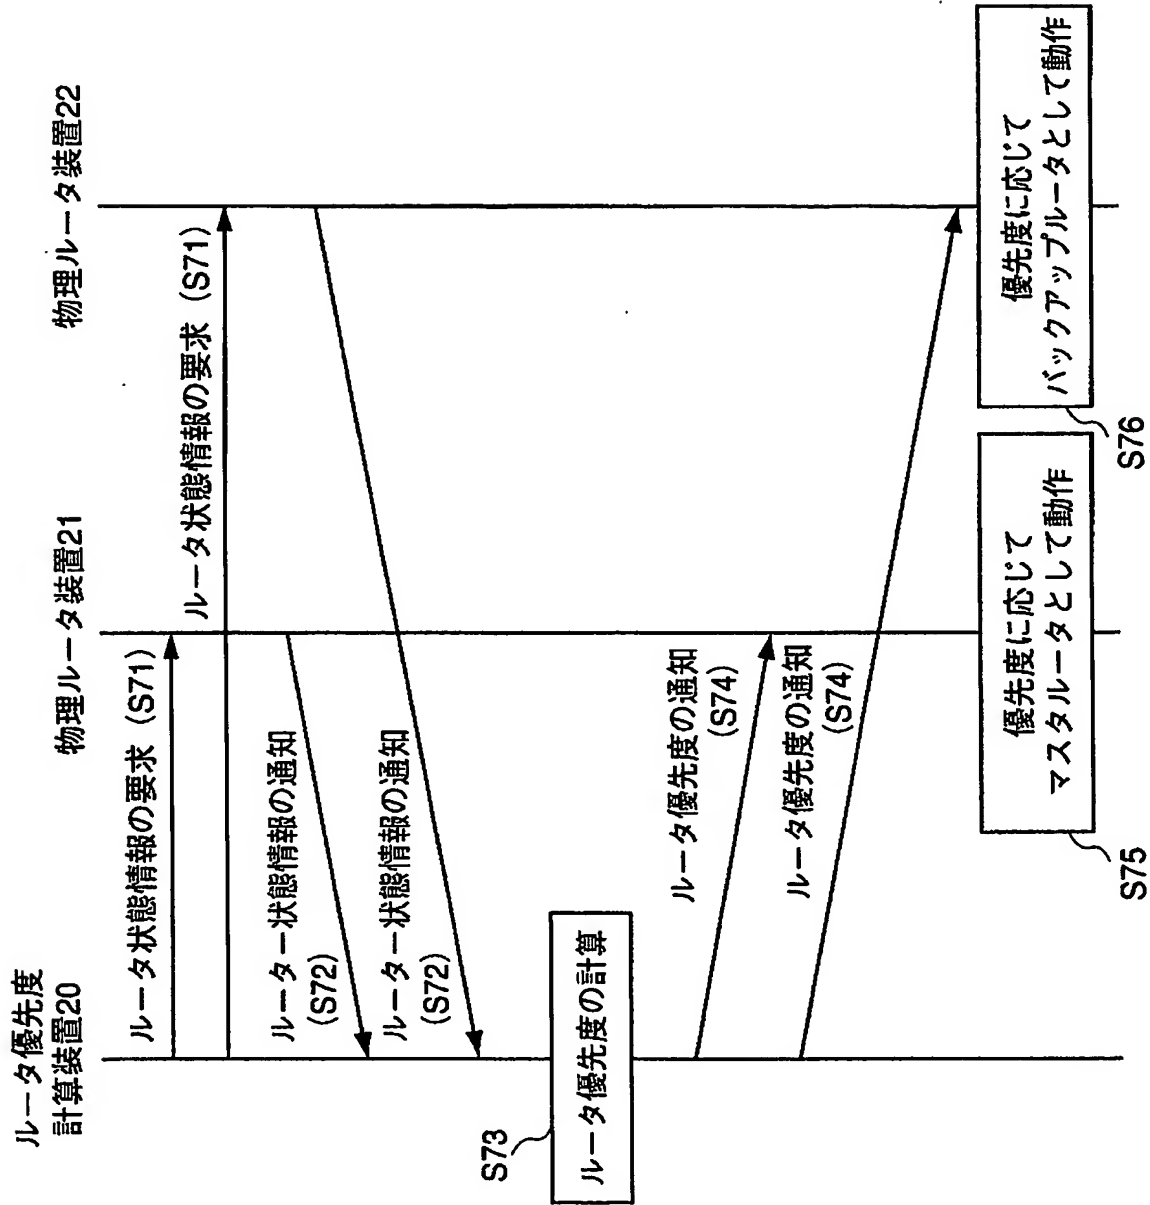 ルータ優先度
計算装置20
物理ルータ装置21
物理ルータ装置22
ルータ状態情報の要求 (S71)
ルータ状態情報の要求 (S71)
ルーター状態情報の通知
(S72)
ルーター状態情報の通知
(S72)
S73
ルータ優先度の計算
ルータ優先度の通知
(S74)
ルータ優先度の通知
(S74)
優先度に応じて
マスタルータとして動作
S75
優先度に応じて
バックアップルータとして動作
S76